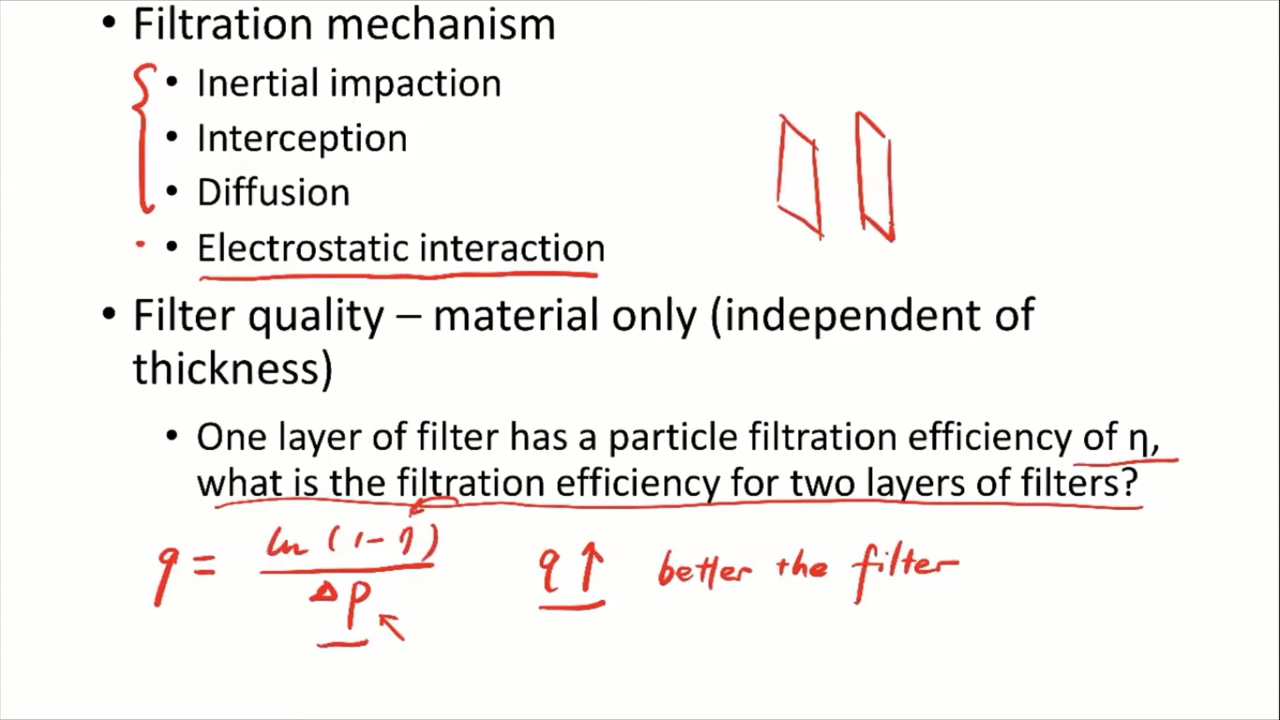 • Filtration mechanism
• Inertial impaction
• Interception
• Diffusion
• Electrostatic interaction
• Filter quality – material only (independent of
thickness)
• One layer of filter has a particle filtration efficiency of η,
what is the filtration efficiency for two layers of filters?
q = ln (1-η) / Δp
q ↑ better the filter